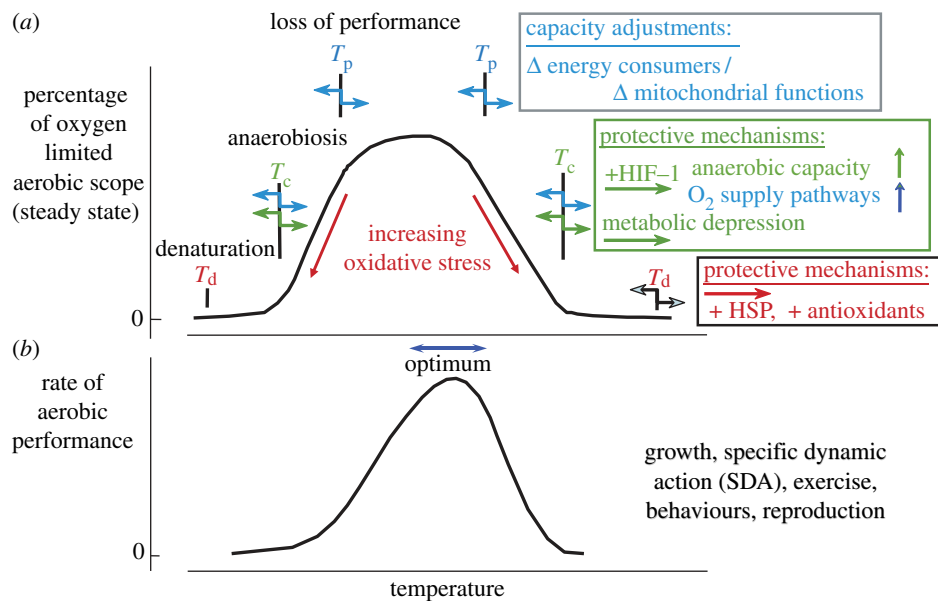 (a)
loss of performance
percentage
of oxygen
limited
aerobic scope
(steady state)
0
Tp
Tp
capacity adjustments:
Δ energy consumers /
Δ mitochondrial functions
anaerobiosis
Tc
Tc
protective mechanisms:
+HIF–1 anaerobic capacity
O2 supply pathways
metabolic depression
increasing
oxidative stress
denaturation
Td
Td
protective mechanisms:
+ HSP, + antioxidants
(b)
rate of
aerobic
performance
0
optimum
growth, specific dynamic
action (SDA), exercise,
behaviours, reproduction
temperature